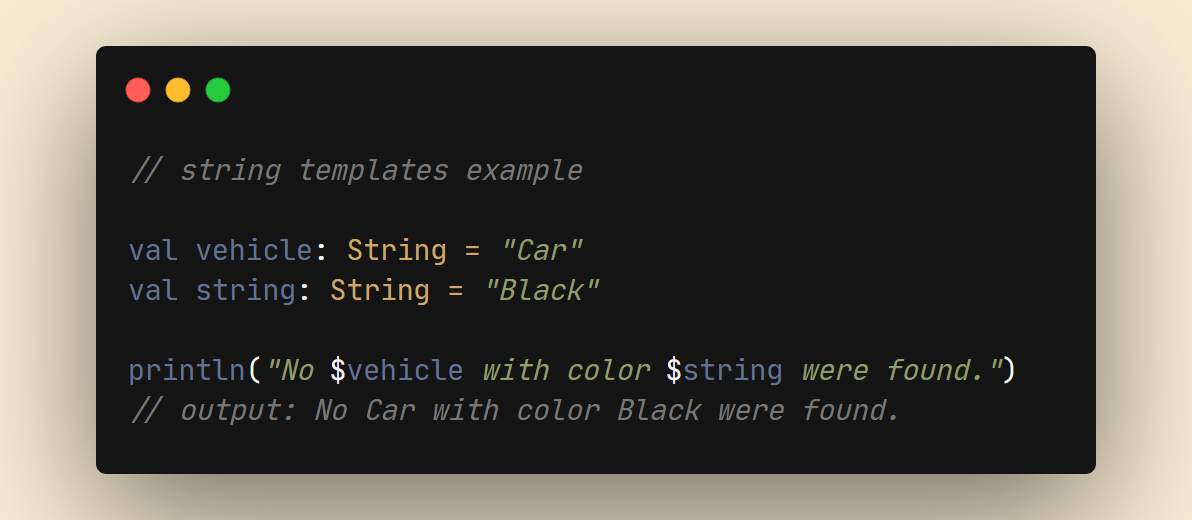 // string templates example
val vehicle: String = "Car"
val string: String = "Black"
println("No $vehicle with color $string were found.")
// output: No Car with color Black were found.